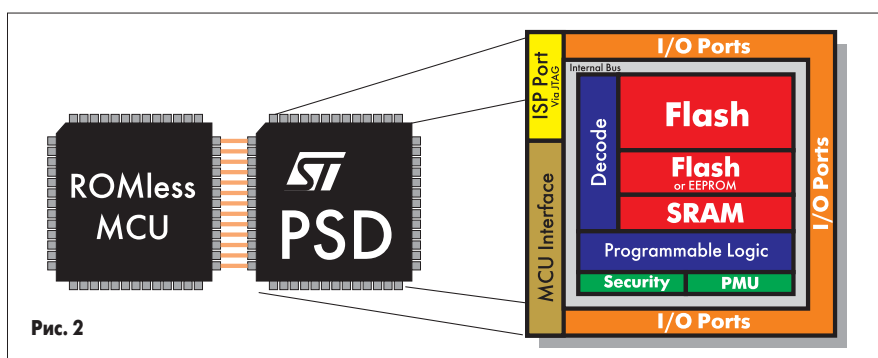 ROMless
MCU
ST
PSD
I/O Ports
ISP Port
Via JTAG
MCU Interface
Internal Bus
Decode
Flash
Flash
or EEPROM
SRAM
Programmable Logic
Security
PMU
I/O Ports
I/O Ports
Рис. 2